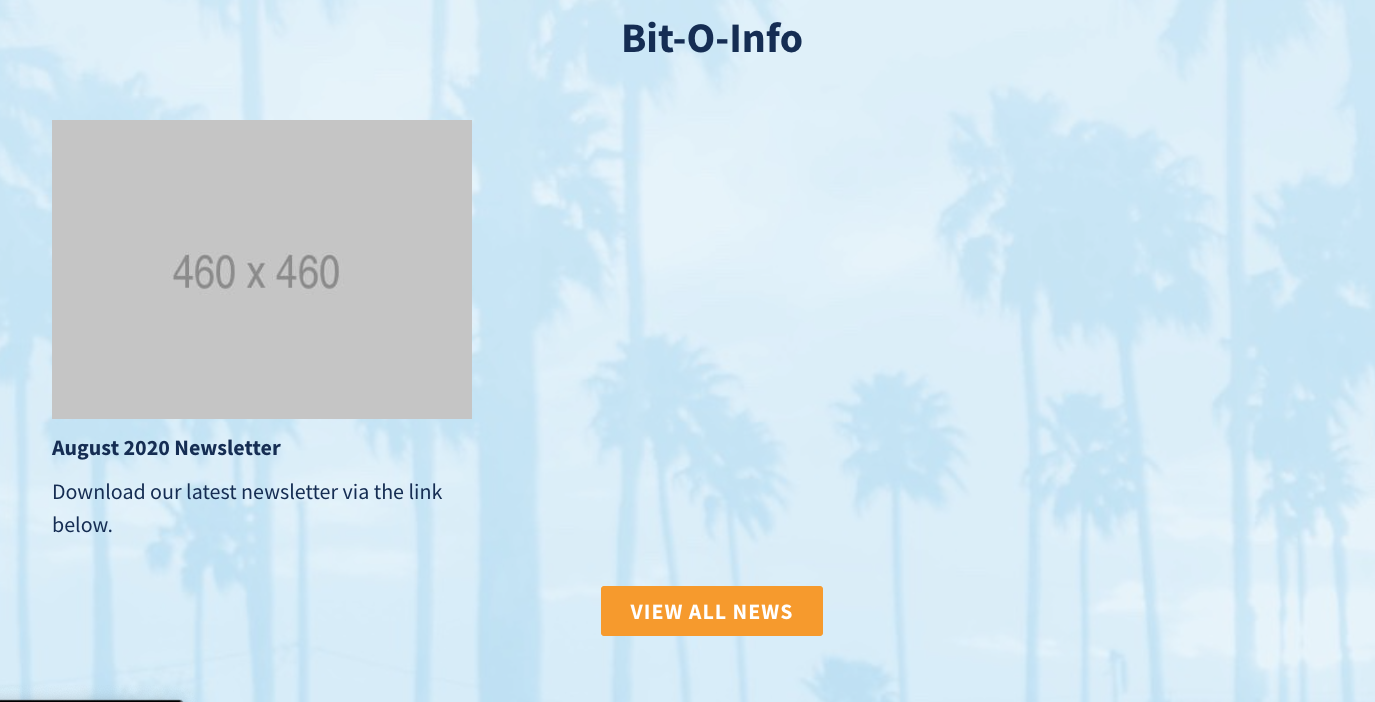 Bit-O-Info
460 x 460
August 2020 Newsletter
Download our latest newsletter via the link
below.
VIEW ALL NEWS